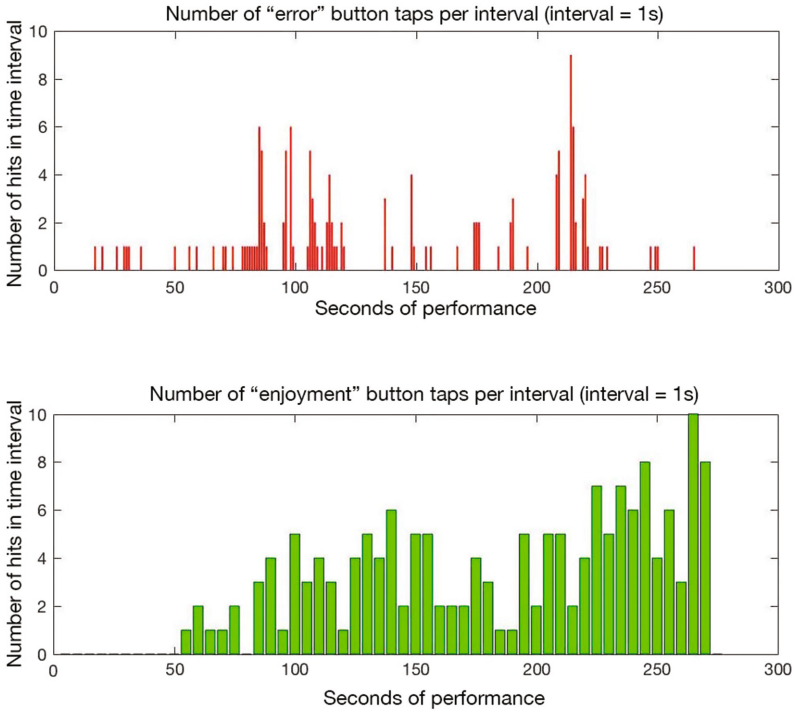 Number of “error” button taps per interval (interval = 1s)
Number of hits in time interval
10
8
6
4
2
0
0 50 100 150 200 250 300
Seconds of performance
Number of “enjoyment” button taps per interval (interval = 1s)
Number of hits in time interval
10
8
6
4
2
0
0 50 100 150 200 250 300
Seconds of performance